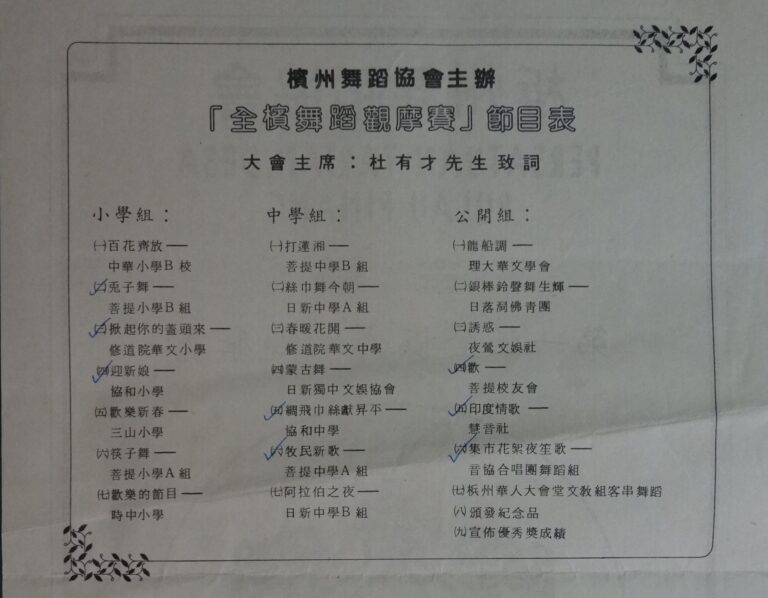 檳州舞蹈協會主辦
「全檳舞蹈觀摩賽」節目表
大會主席：杜有才先生致詞
小學組：
㈠百花齊放——
中華小學B校
㈡兎子舞——
菩提小學B組
㈢掀起你的蓋頭來——
修道院華文小學
㈣迎新娘——
協和小學
㈤歡樂新春——
三山小學
㈥筷子舞——
菩提小學A組
㈦歡樂的節目——
時中小學
中學組：
㈠打蓮湘——
菩提中學B組
㈡絲巾舞今朝——
日新中學A組
㈢春暖花開——
修道院華文中學
㈣蒙古舞——
日新獨中文娛協會
㈤綢飛巾絲獻昇平——
協和中學
㈥牧民新歌——
菩提中學A組
㈦阿拉伯之夜——
日新中學B組
公開組：
㈠龍船調——
理大華文學會
㈡銀棒鈴聲舞生輝——
日落洞佛青團
㈢誘惑——
夜鶯文娛社
㈣歡——
菩提校友會
㈤印度情歌——
慧音社
㈥集市花架夜笙歌——
音協合唱團舞蹈組
㈦梹州華人大會堂文教組客串舞蹈
㈧頒發紀念品
㈨宣佈優秀獎成績